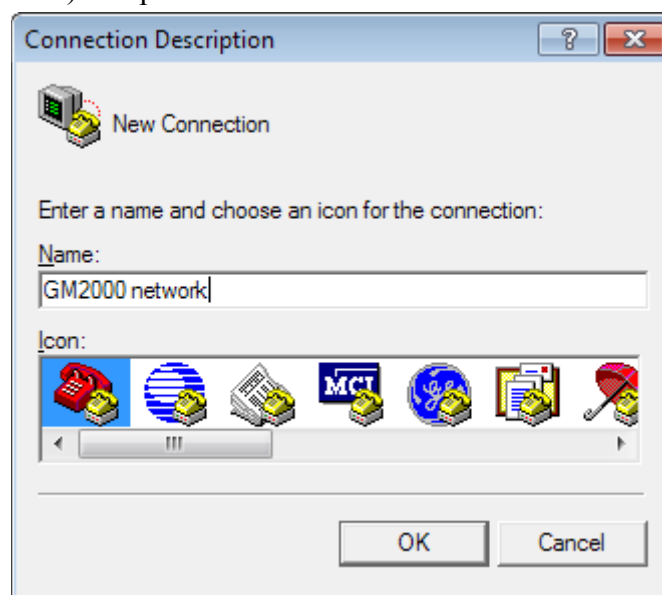 Connection Description
New Connection
Enter a name and choose an icon for the connection:
Name:
GM2000 network
Icon:
MCI
OK Cancel